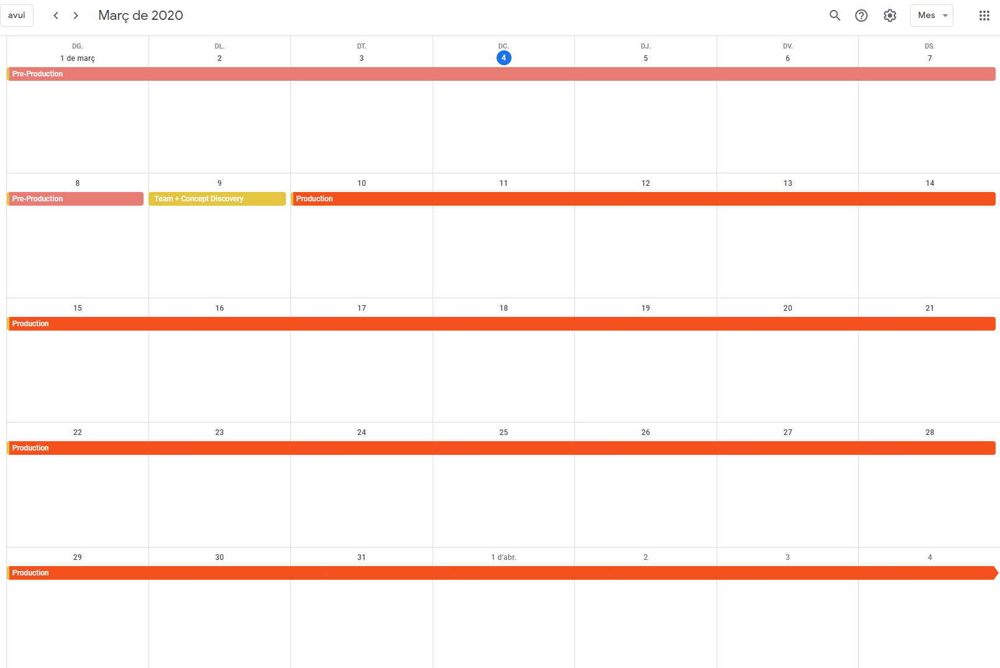 avui Març de 2020 Mes
DG. DL. DT. DC. DJ. DV. DS.
1 de març 2 3 4 5 6 7
Pre-Production
8 9 10 11 12 13 14
Pre-Production Team + Concept Discovery Production
15 16 17 18 19 20 21
Production
22 23 24 25 26 27 28
Production
29 30 31 1 d'abr. 2 3 4
Production